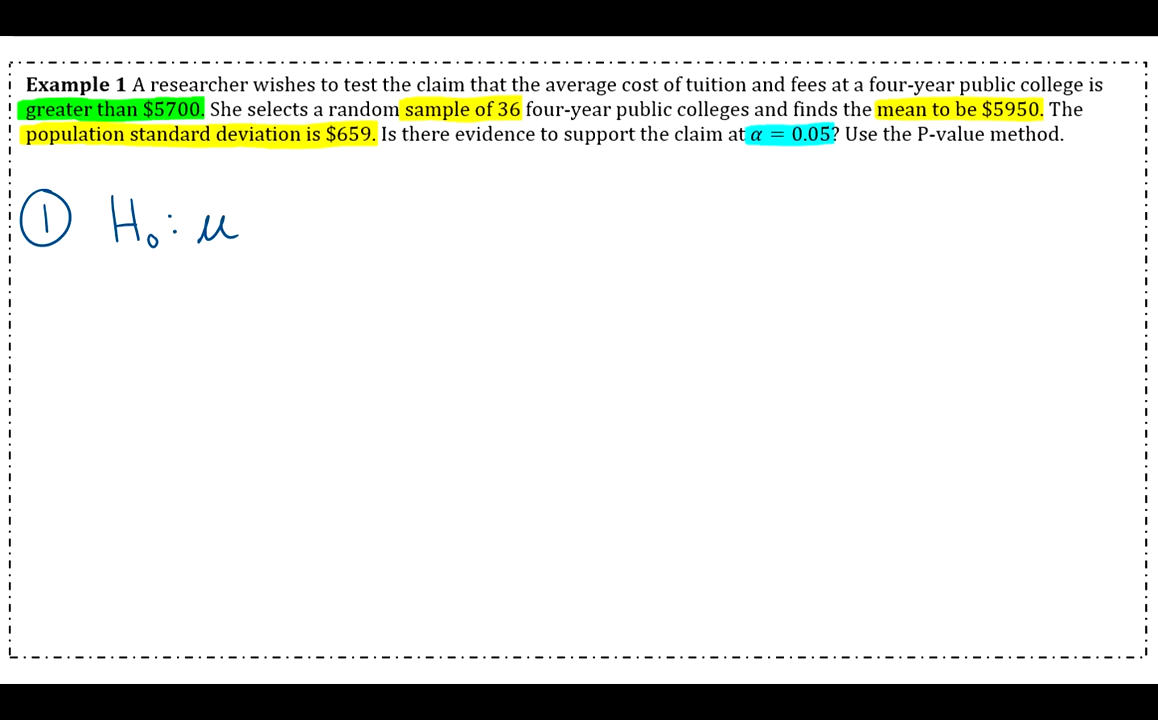 Example 1 A researcher wishes to test the claim that the average cost of tuition and fees at a four-year public college is
greater than $5700. She selects a random sample of 36 four-year public colleges and finds the mean to be $5950. The
population standard deviation is $659. Is there evidence to support the claim at α = 0.05? Use the P-value method.
① H₀: μ